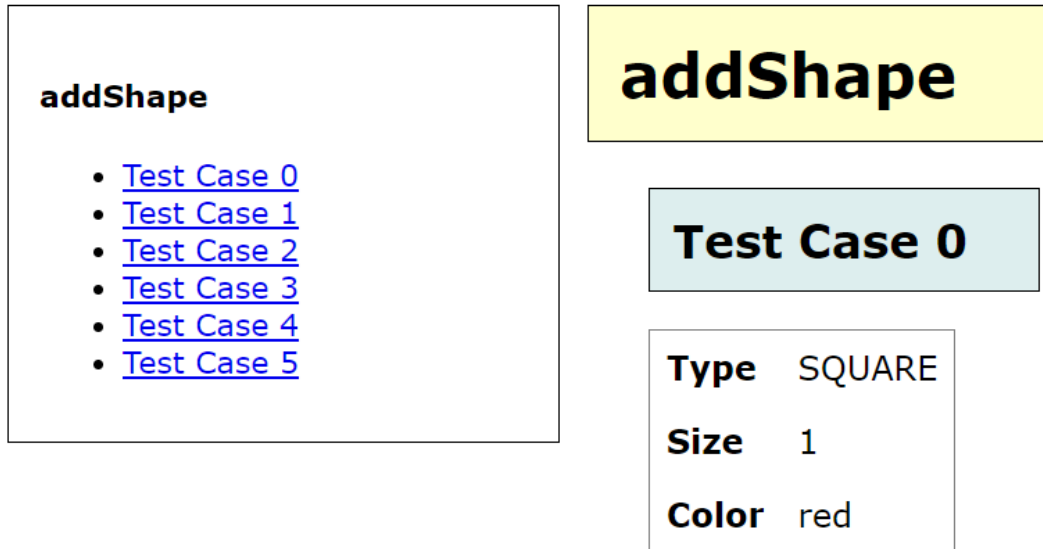 addShape
Test Case 0
Test Case 1
Test Case 2
Test Case 3
Test Case 4
Test Case 5
addShape
Test Case 0
Type SQUARE
Size 1
Color red